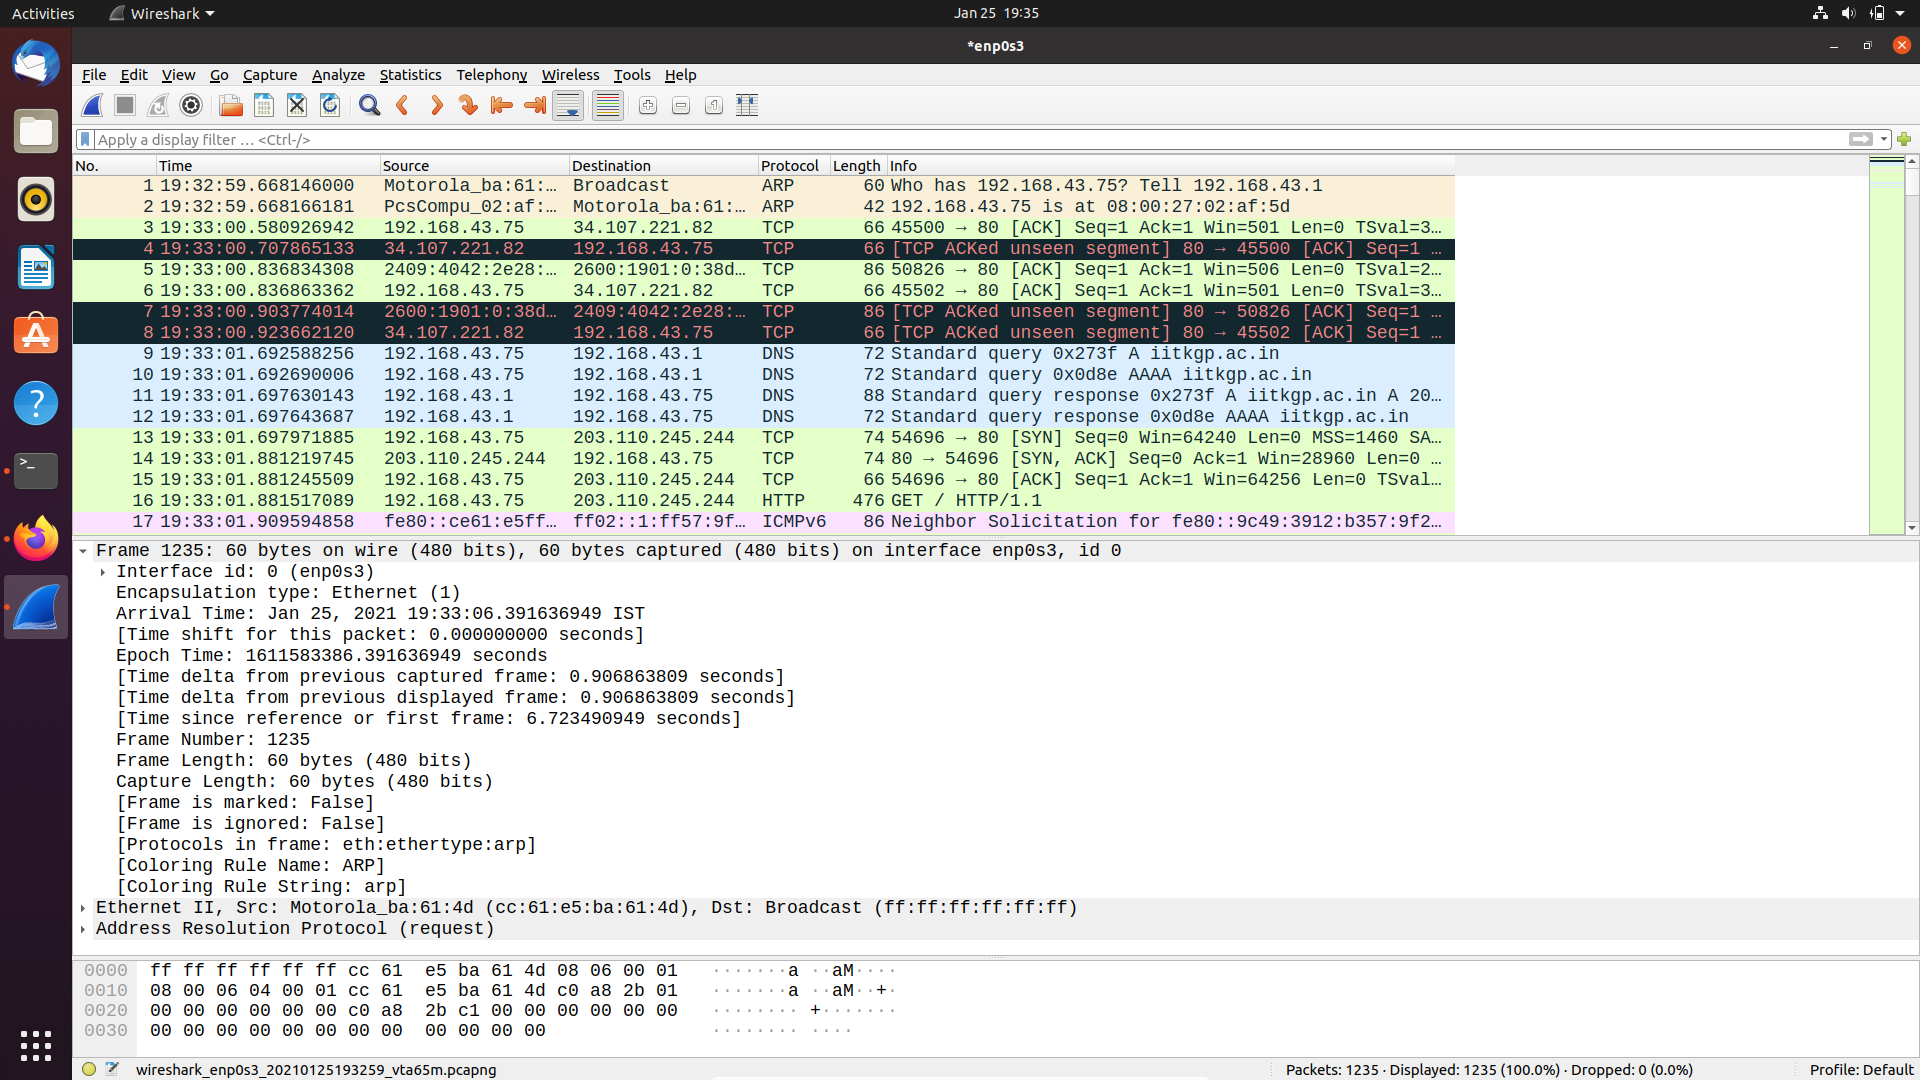 Activities Wireshark Jan 25 19:35
*enp0s3
File Edit View Go Capture Analyze Statistics Telephony Wireless Tools Help
Apply a display filter … <Ctrl-/>
No. Time Source Destination Protocol Length Info
1 19:32:59.668146000 Motorola_ba:61:… Broadcast ARP 60 Who has 192.168.43.75? Tell 192.168.43.1
2 19:32:59.668166181 PcsCompu_02:af:… Motorola_ba:61:… ARP 42 192.168.43.75 is at 08:00:27:02:af:5d
3 19:33:00.580926942 192.168.43.75 34.107.221.82 TCP 66 45500 → 80 [ACK] Seq=1 Ack=1 Win=501 Len=0 TSval=3…
4 19:33:00.707865133 34.107.221.82 192.168.43.75 TCP 66 [TCP ACKed unseen segment] 80 → 45500 [ACK] Seq=1 …
5 19:33:00.836834308 2409:4042:2e28:… 2600:1901:0:38d… TCP 86 50826 → 80 [ACK] Seq=1 Ack=1 Win=506 Len=0 TSval=2…
6 19:33:00.836863362 192.168.43.75 34.107.221.82 TCP 66 45502 → 80 [ACK] Seq=1 Ack=1 Win=501 Len=0 TSval=3…
7 19:33:00.903774014 2600:1901:0:38d… 2409:4042:2e28:… TCP 86 [TCP ACKed unseen segment] 80 → 50826 [ACK] Seq=1 …
8 19:33:00.923662120 34.107.221.82 192.168.43.75 TCP 66 [TCP ACKed unseen segment] 80 → 45502 [ACK] Seq=1 …
9 19:33:01.692588256 192.168.43.75 192.168.43.1 DNS 72 Standard query 0x273f A iitkgp.ac.in
10 19:33:01.692690006 192.168.43.75 192.168.43.1 DNS 72 Standard query 0x0d8e AAAA iitkgp.ac.in
11 19:33:01.697630143 192.168.43.1 192.168.43.75 DNS 88 Standard query response 0x273f A iitkgp.ac.in A 20…
12 19:33:01.697643687 192.168.43.1 192.168.43.75 DNS 72 Standard query response 0x0d8e AAAA iitkgp.ac.in
13 19:33:01.697971885 192.168.43.75 203.110.245.244 TCP 74 54696 → 80 [SYN] Seq=0 Win=64240 Len=0 MSS=1460 SA…
14 19:33:01.881219745 203.110.245.244 192.168.43.75 TCP 74 80 → 54696 [SYN, ACK] Seq=0 Ack=1 Win=28960 Len=0 …
15 19:33:01.881245509 192.168.43.75 203.110.245.244 TCP 66 54696 → 80 [ACK] Seq=1 Ack=1 Win=64256 Len=0 TSval…
16 19:33:01.881517089 192.168.43.75 203.110.245.244 HTTP 476 GET / HTTP/1.1
17 19:33:01.909594858 fe80::ce61:e5ff… ff02::1:ff57:9f… ICMPv6 86 Neighbor Solicitation for fe80::9c49:3912:b357:9f2…
Frame 1235: 60 bytes on wire (480 bits), 60 bytes captured (480 bits) on interface enp0s3, id 0
Interface id: 0 (enp0s3)
Encapsulation type: Ethernet (1)
Arrival Time: Jan 25, 2021 19:33:06.391636949 IST
[Time shift for this packet: 0.000000000 seconds]
Epoch Time: 1611583386.391636949 seconds
[Time delta from previous captured frame: 0.906863809 seconds]
[Time delta from previous displayed frame: 0.906863809 seconds]
[Time since reference or first frame: 6.723490949 seconds]
Frame Number: 1235
Frame Length: 60 bytes (480 bits)
Capture Length: 60 bytes (480 bits)
[Frame is marked: False]
[Frame is ignored: False]
[Protocols in frame: eth:ethertype:arp]
[Coloring Rule Name: ARP]
[Coloring Rule String: arp]
Ethernet II, Src: Motorola_ba:61:4d (cc:61:e5:ba:61:4d), Dst: Broadcast (ff:ff:ff:ff:ff:ff)
Address Resolution Protocol (request)
0000 ff ff ff ff ff ff cc 61 e5 ba 61 4d 08 06 00 01 ·······a ··aM····
0010 08 00 06 04 00 01 cc 61 e5 ba 61 4d c0 a8 2b 01 ·······a ··aM··+·
0020 00 00 00 00 00 00 c0 a8 2b c1 00 00 00 00 00 00 ········ +·······
0030 00 00 00 00 00 00 00 00 00 00 00 00 ········ ····
wireshark_enp0s3_20210125193259_vta65m.pcapng Packets: 1235 · Displayed: 1235 (100.0%) · Dropped: 0 (0.0%) Profile: Default